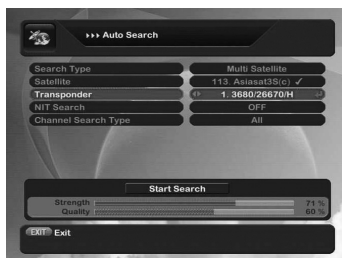 ▸▸▸ Auto Search
Search Type Multi Satellite
Satellite 113. Asiasat3S(c) ✓
Transponder 1. 3680/26670/H
NIT Search OFF
Channel Search Type All
Start Search
Strength 71 %
Quality 60 %
EXIT Exit